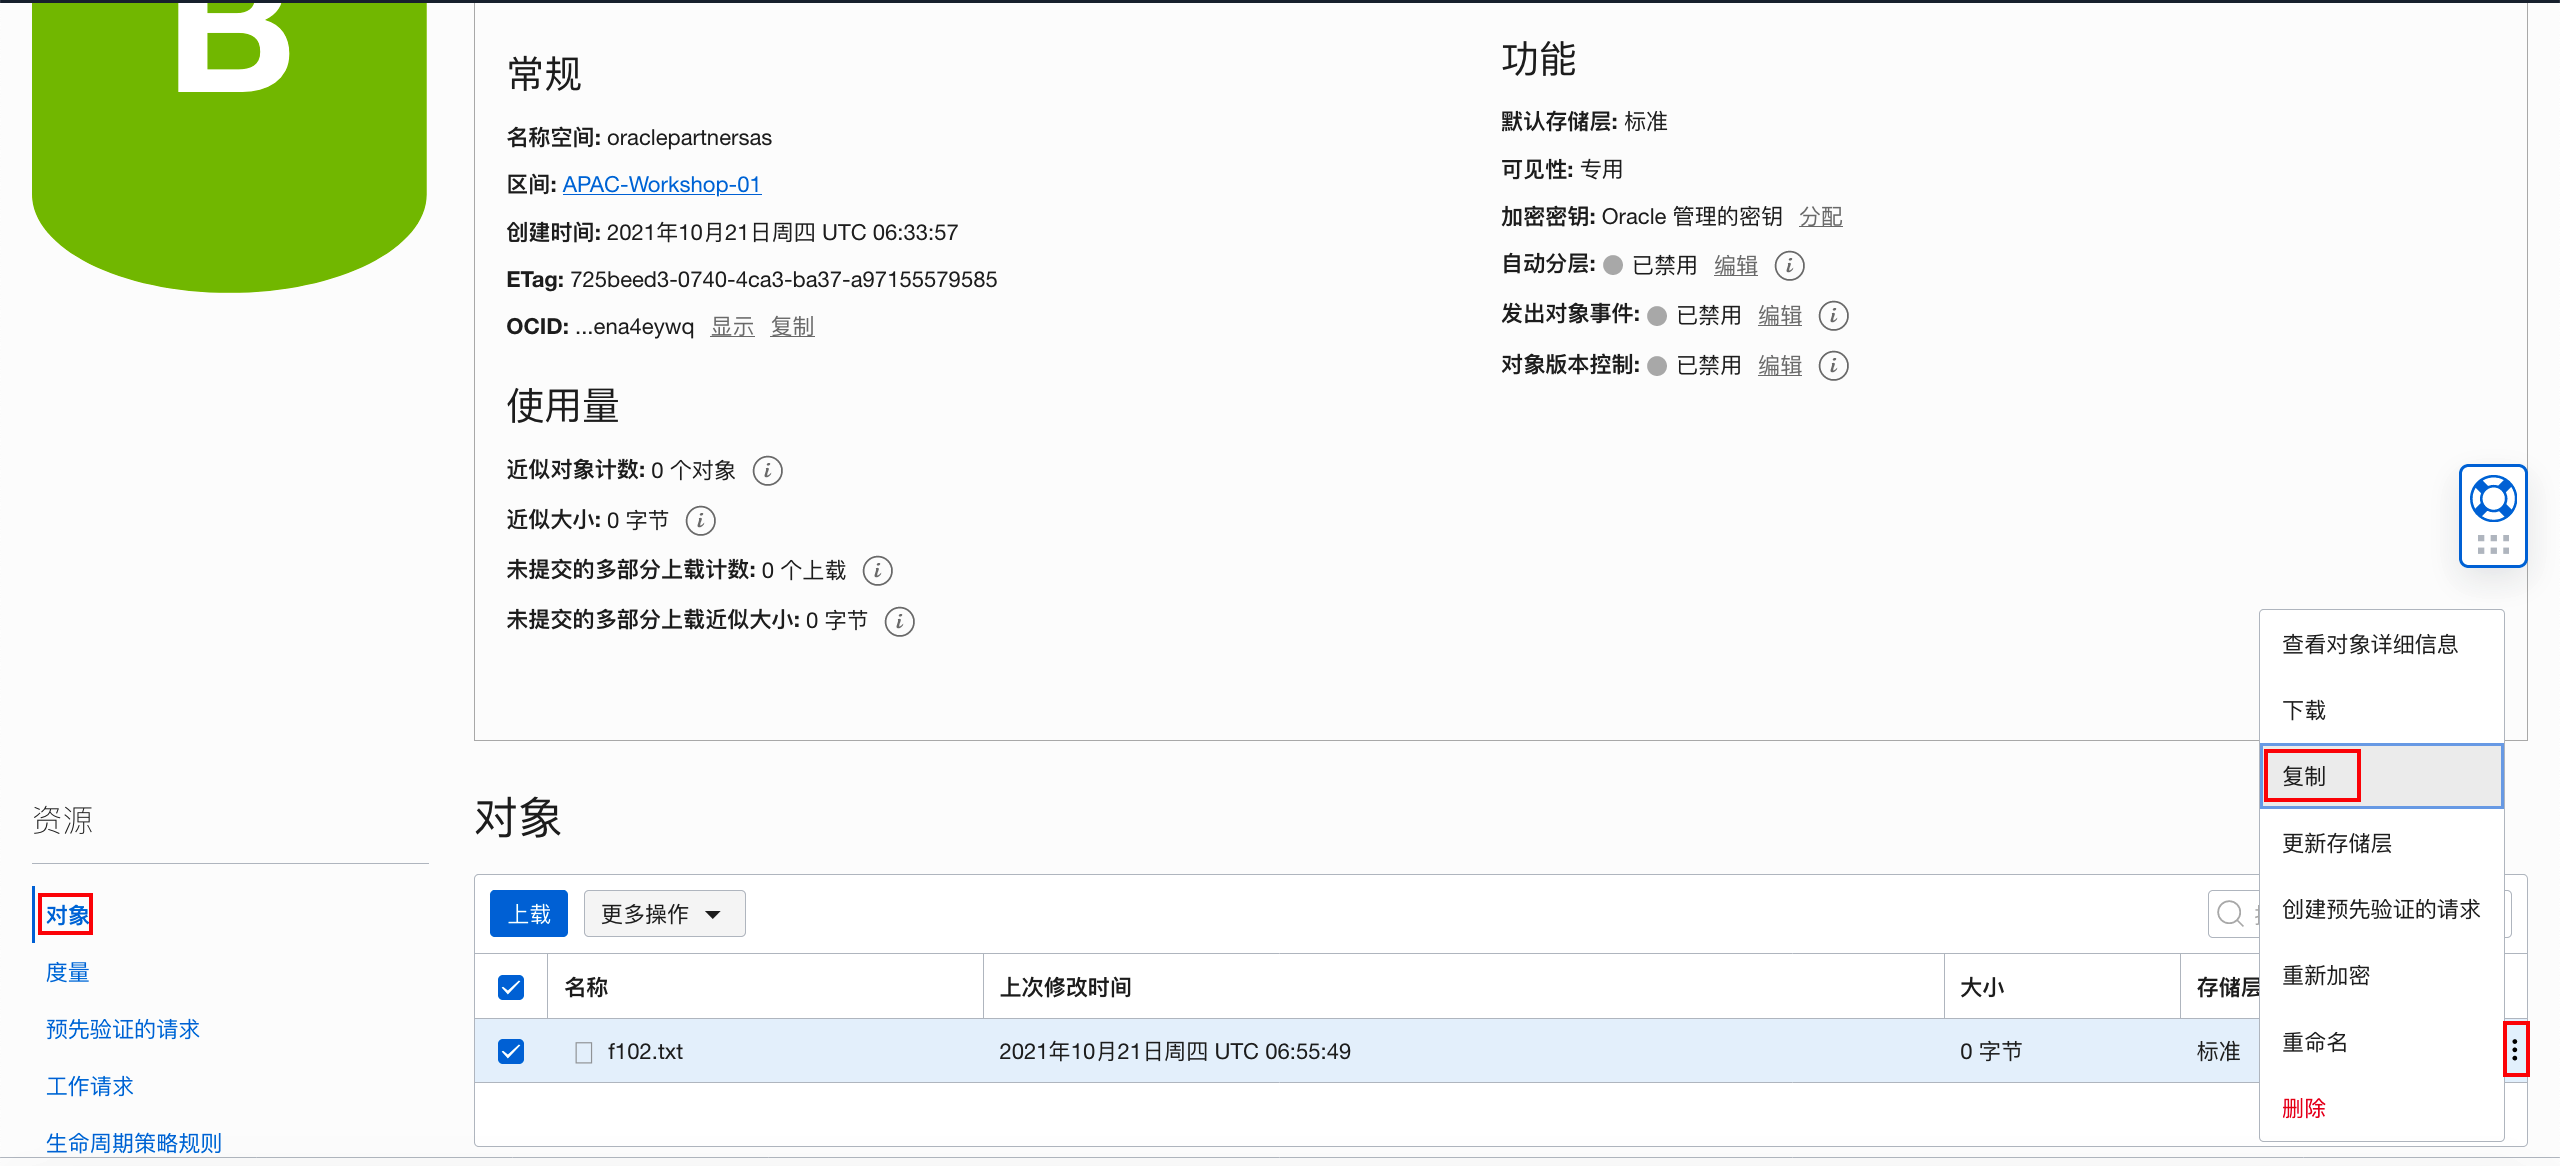 B
常规
名称空间: oraclepartnersas
区间: APAC-Workshop-01
创建时间: 2021年10月21日周四 UTC 06:33:57
ETag: 725beed3-0740-4ca3-ba37-a97155579585
OCID: ...ena4eywq 显示 复制
使用量
近似对象计数: 0 个对象
近似大小: 0 字节
未提交的多部分上载计数: 0 个上载
未提交的多部分上载近似大小: 0 字节
功能
默认存储层: 标准
可见性: 专用
加密密钥: Oracle 管理的密钥 分配
自动分层: 已禁用 编辑
发出对象事件: 已禁用 编辑
对象版本控制: 已禁用 编辑
资源
对象
度量
预先验证的请求
工作请求
生命周期策略规则
对象
上载 更多操作
名称 上次修改时间 大小 存储层
f102.txt 2021年10月21日周四 UTC 06:55:49 0 字节 标准
查看对象详细信息
下载
复制
更新存储层
创建预先验证的请求
重新加密
重命名
删除